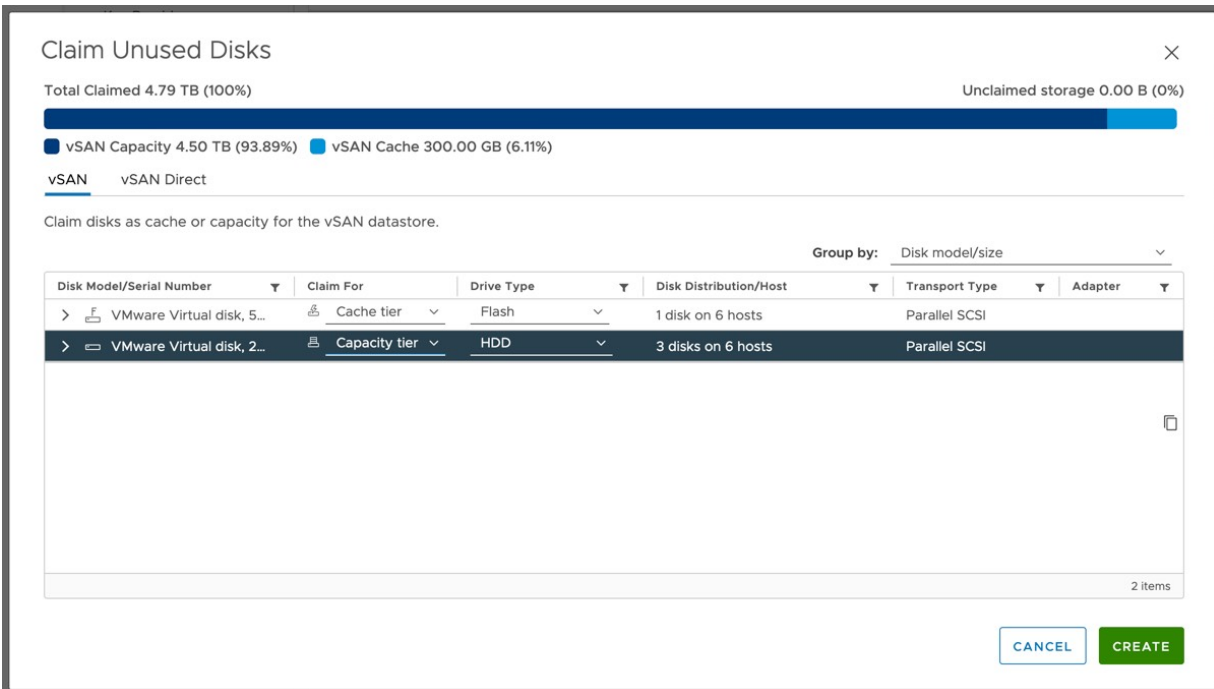 Claim Unused Disks
Total Claimed 4.79 TB (100%) Unclaimed storage 0.00 B (0%)
vSAN Capacity 4.50 TB (93.89%) vSAN Cache 300.00 GB (6.11%)
vSAN vSAN Direct
Claim disks as cache or capacity for the vSAN datastore.
Group by: Disk model/size
Disk Model/Serial Number Claim For Drive Type Disk Distribution/Host Transport Type Adapter
F VMware Virtual disk, 5... Cache tier Flash 1 disk on 6 hosts Parallel SCSI
VMware Virtual disk, 2... Capacity tier HDD 3 disks on 6 hosts Parallel SCSI
2 items
CANCEL CREATE